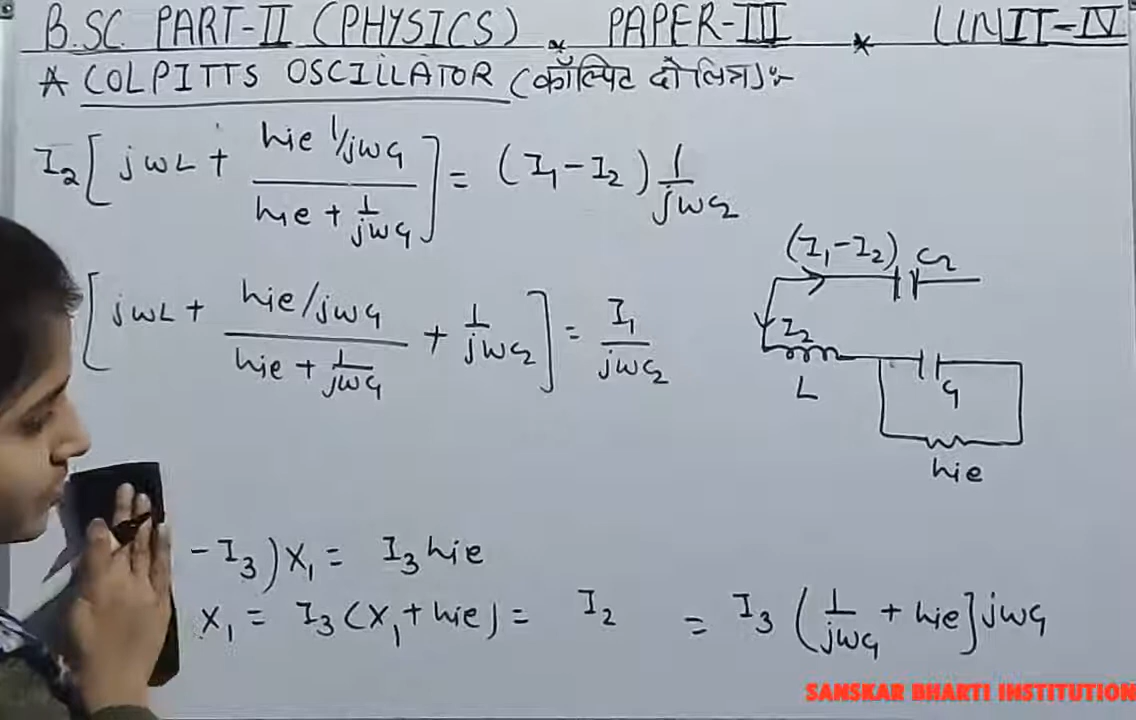 B.SC. PART-II (PHYSICS) * PAPER-III * UNIT-IV
* COLPITTS OSCILLATOR (कॉल्पिट दोलित्र):-
I₂[jωL + (hie 1/jωC₁)/(hie + 1/jωC₁)] = (I₁-I₂) 1/jωC₂
[jωL + (hie/jωC₁)/(hie + 1/jωC₁) + 1/jωC₂] = I₁/jωC₂
(I₁-I₂) C₂
I₂
L
C₁
hie
-I₃)X₁ = I₃ hie
X₁ = I₃(X₁+hie) = I₂ = I₃(1/jωC₁ + hie]jωC₁
SANSKAR BHARTI INSTITUTION